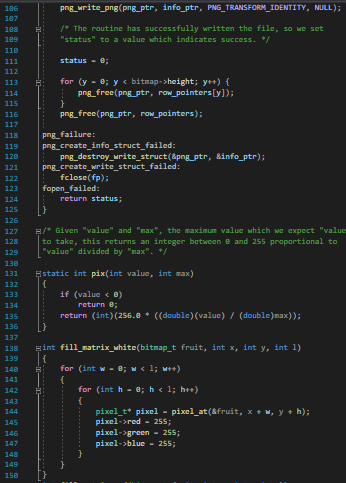 106 png_write_png(png_ptr, info_ptr, PNG_TRANSFORM_IDENTITY, NULL);
107
108 /* The routine has successfully written the file, so we set
109 "status" to a value which indicates success. */
110
111 status = 0;
112
113 for (y = 0; y < bitmap->height; y++) {
114 png_free(png_ptr, row_pointers[y]);
115 }
116 png_free(png_ptr, row_pointers);
117
118 png_failure:
119 png_create_info_struct_failed:
120 png_destroy_write_struct(&png_ptr, &info_ptr);
121 png_create_write_struct_failed:
122 fclose(fp);
123 fopen_failed:
124 return status;
125 }
126
127 /* Given "value" and "max", the maximum value which we expect "value
128 to take, this returns an integer between 0 and 255 proportional to
129 "value" divided by "max". */
130
131 static int pix(int value, int max)
132 {
133 if (value < 0)
134 return 0;
135 return (int)(256.0 * ((double)(value) / (double)max));
136 }
137
138 int fill_matrix_white(bitmap_t fruit, int x, int y, int l)
139 {
140 for (int w = 0; w < l; w++)
141 {
142 for (int h = 0; h < l; h++)
143 {
144 pixel_t* pixel = pixel_at(&fruit, x + w, y + h);
145 pixel->red = 255;
146 pixel->green = 255;
147 pixel->blue = 255;
148 }
149 }
150 }